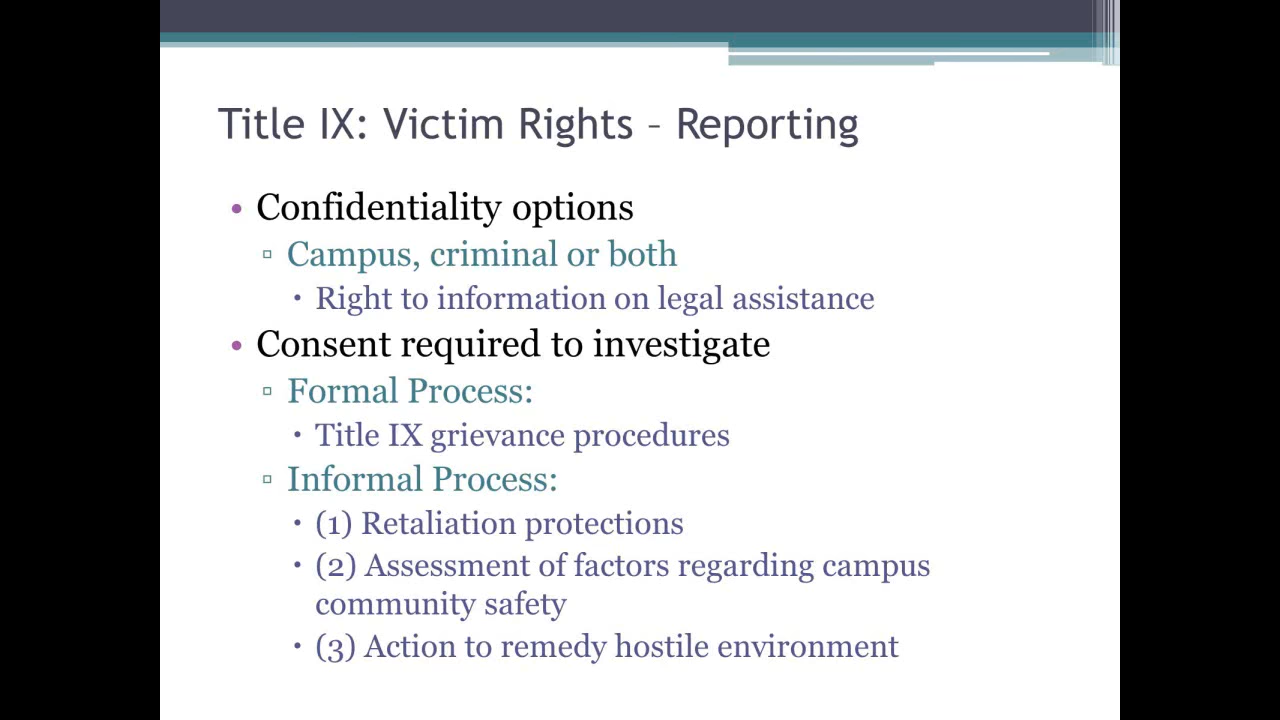 Title IX: Victim Rights – Reporting
• Confidentiality options
▫ Campus, criminal or both
▪ Right to information on legal assistance
• Consent required to investigate
▫ Formal Process:
▪ Title IX grievance procedures
▫ Informal Process:
▪ (1) Retaliation protections
▪ (2) Assessment of factors regarding campus
community safety
▪ (3) Action to remedy hostile environment